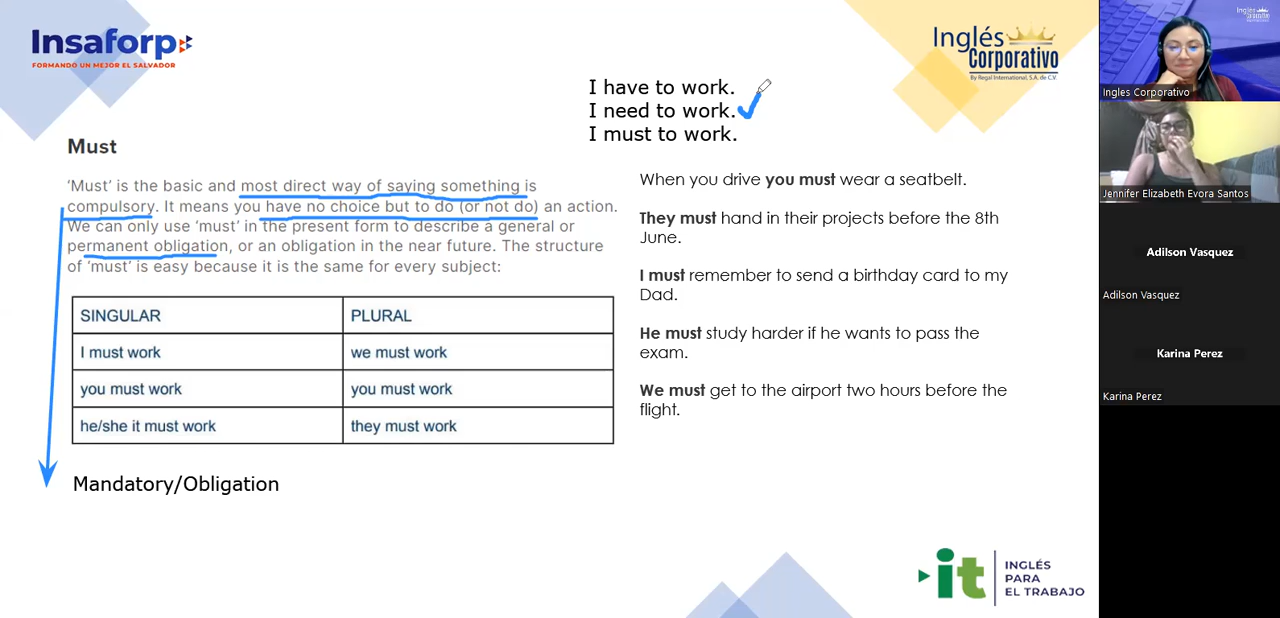 Insaforp
FORMANDO UN MEJOR EL SALVADOR
Inglés
Corporativo
By Regal International, S.A. de C.V.
I have to work.
I need to work.
I must to work.
Must
‘Must’ is the basic and most direct way of saying something is
compulsory. It means you have no choice but to do (or not do) an action.
We can only use ‘must’ in the present form to describe a general or
permanent obligation, or an obligation in the near future. The structure
of ‘must’ is easy because it is the same for every subject:
SINGULAR PLURAL
I must work we must work
you must work you must work
he/she it must work they must work
Mandatory/Obligation
When you drive you must wear a seatbelt.
They must hand in their projects before the 8th
June.
I must remember to send a birthday card to my
Dad.
He must study harder if he wants to pass the
exam.
We must get to the airport two hours before the
flight.
it
INGLÉS
PARA
EL TRABAJO
Inglés
Ingles Corporativo
Jennifer Elizabeth Evora Santos
Adilson Vasquez
Adilson Vasquez
Karina Perez
Karina Perez